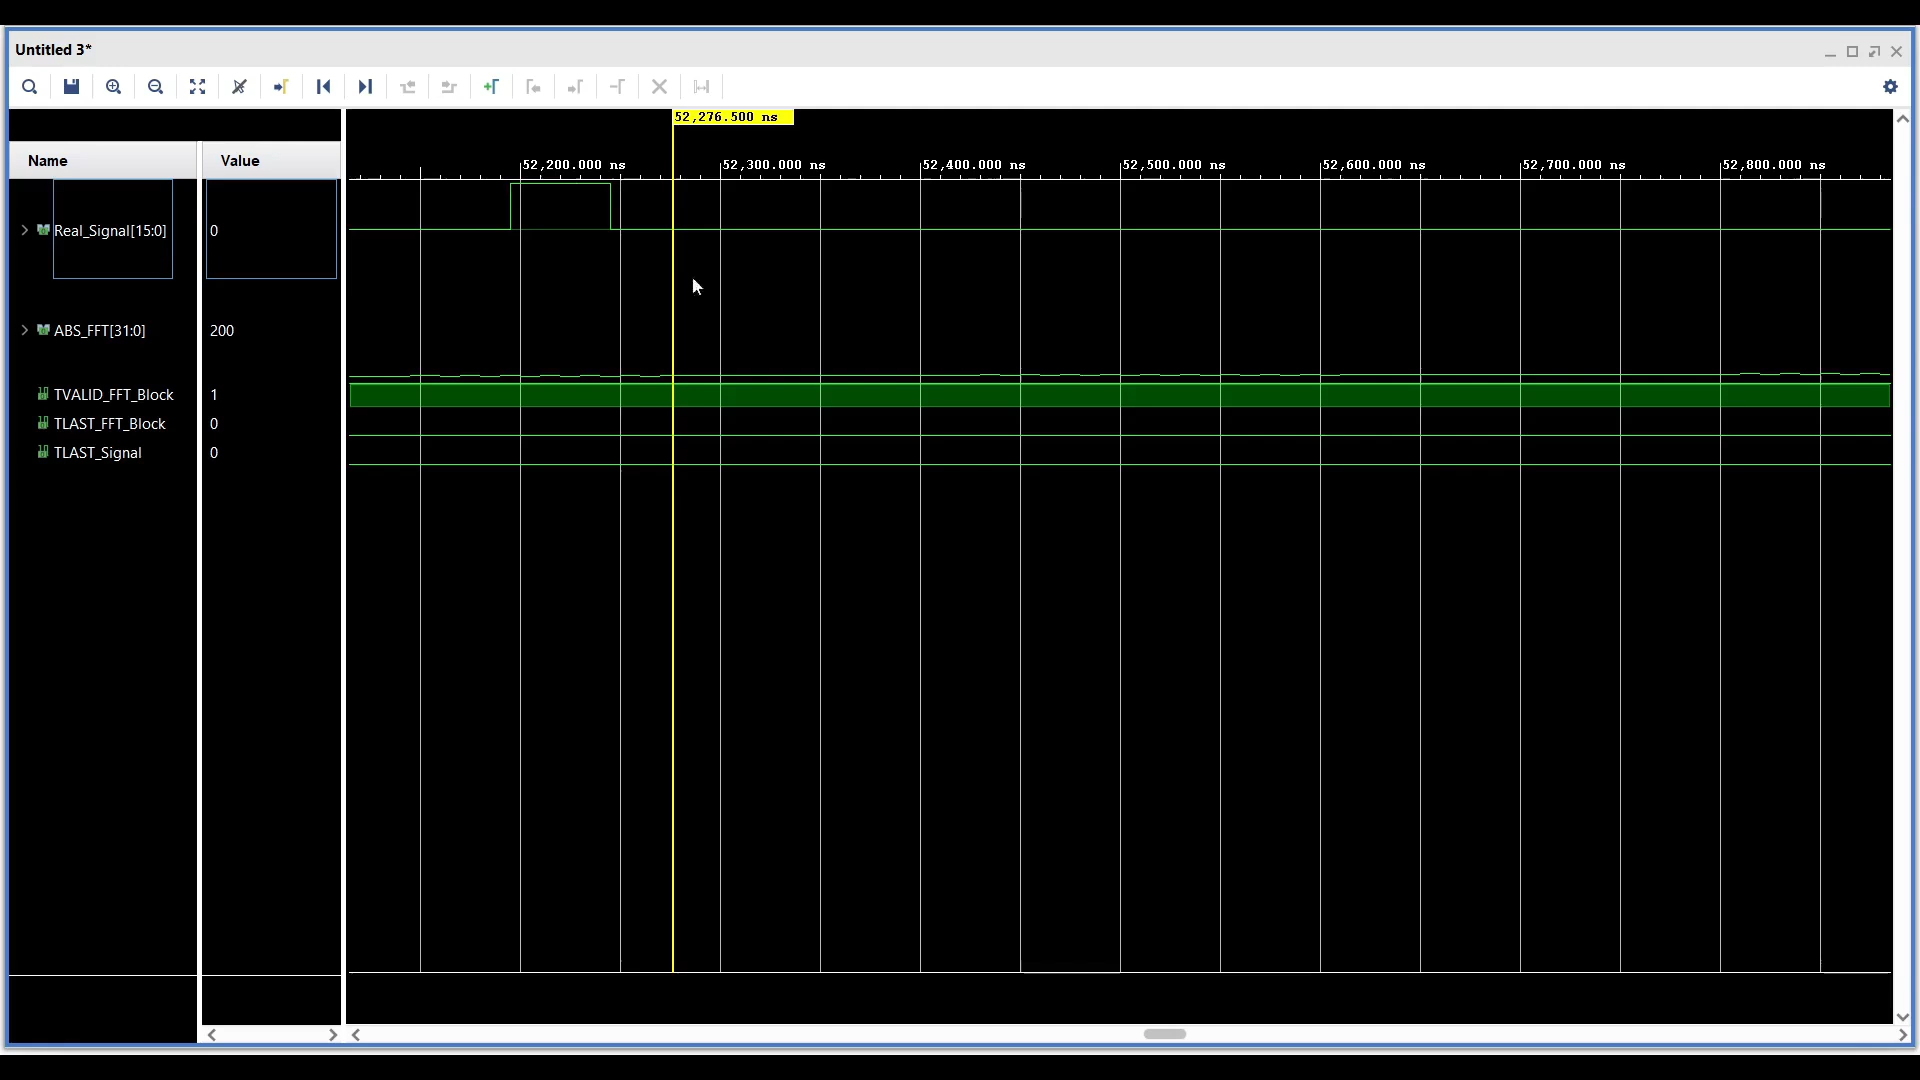 Untitled 3*
52,276.500 ns
Name
Value
52,200.000 ns
52,300.000 ns
52,400.000 ns
52,500.000 ns
52,600.000 ns
52,700.000 ns
52,800.000 ns
Real_Signal[15:0]
0
ABS_FFT[31:0]
200
TVALID_FFT_Block
1
TLAST_FFT_Block
0
TLAST_Signal
0